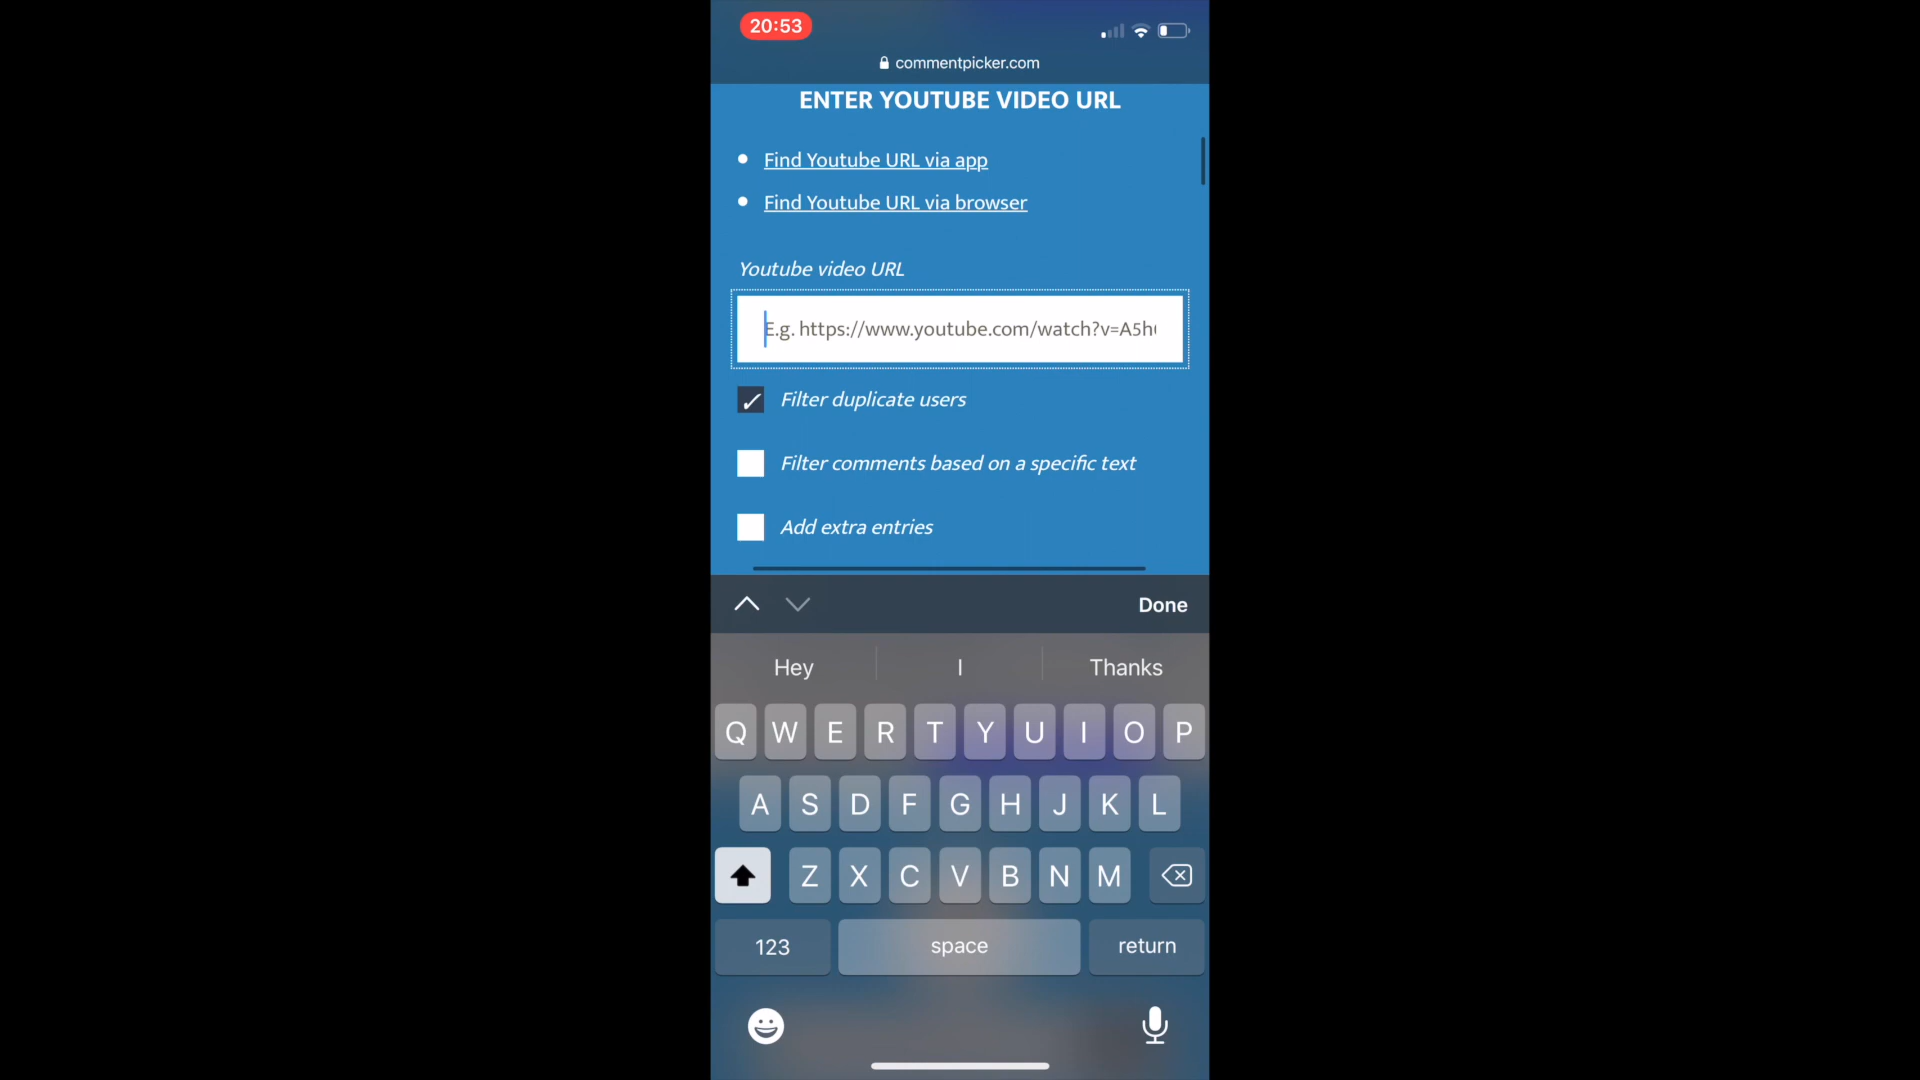 20:53
commentpicker.com
ENTER YOUTUBE VIDEO URL
Find Youtube URL via app
Find Youtube URL via browser
Youtube video URL
E.g. https://www.youtube.com/watch?v=A5h
Filter duplicate users
Filter comments based on a specific text
Add extra entries
Done
Hey I Thanks
Q W E R T Y U I O P
A S D F G H J K L
Z X C V B N M
123 space return